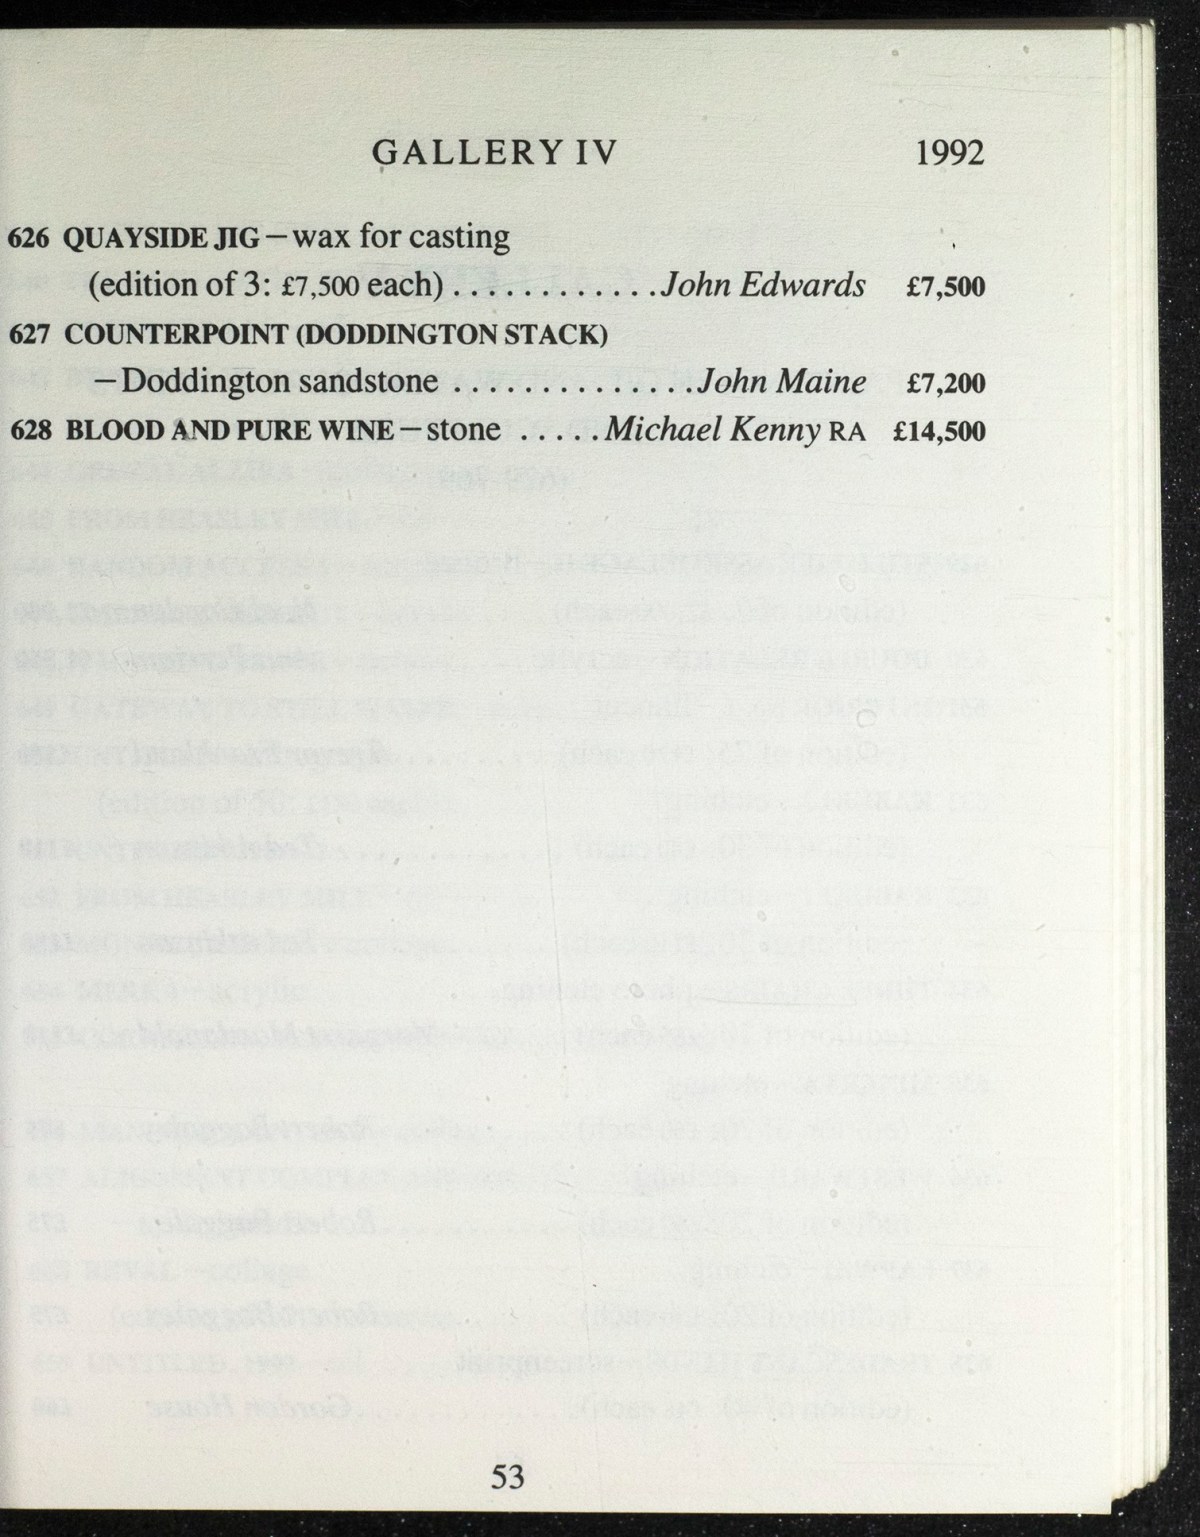 GALLERY IV 1992
626 QUAYSIDE JIG—wax for casting
(edition of 3: £7,500 each) ............ John Edwards £7,500
627 COUNTERPOINT (DODDINGTON STACK)
—Doddington sandstone ............... John Maine £7,200
628 BLOOD AND PURE WINE—stone ..... Michael Kenny RA £14,500
53